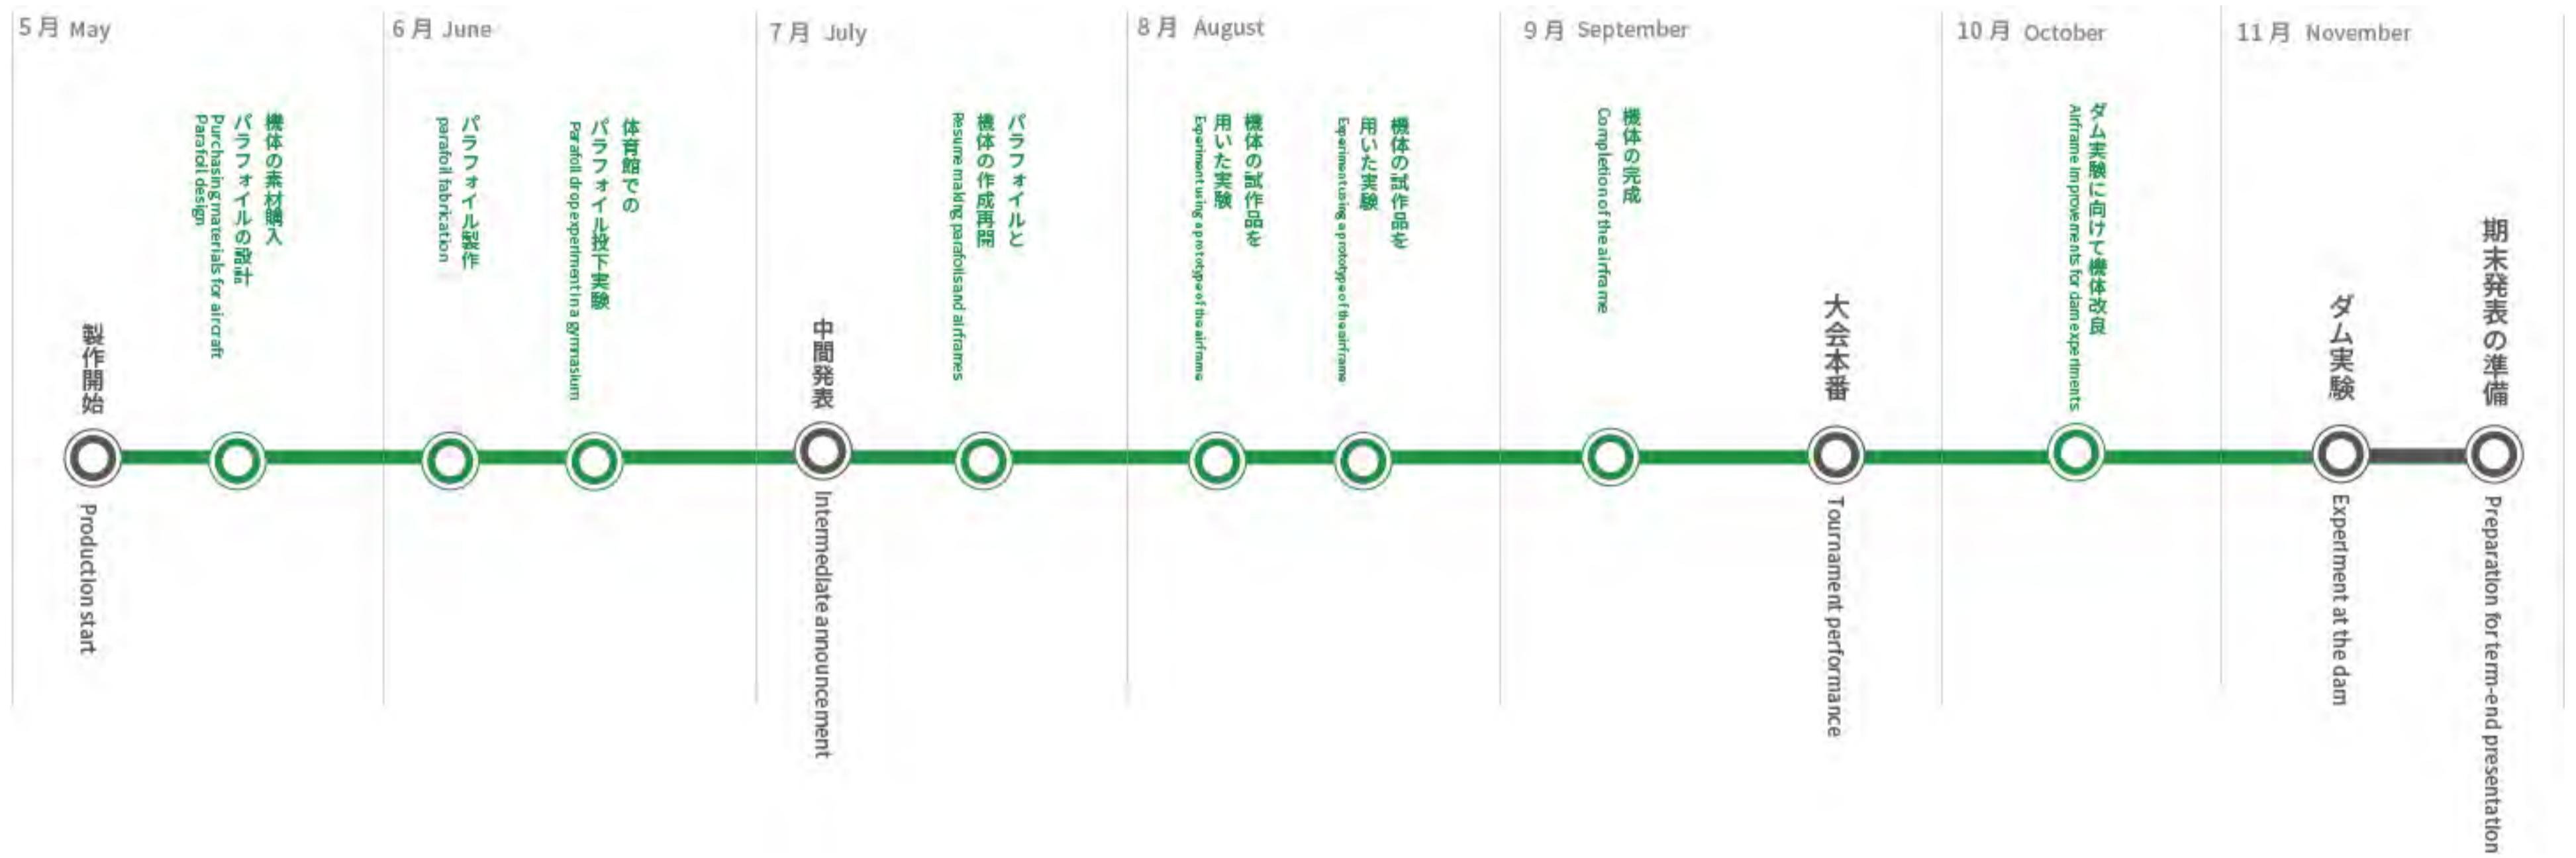 5月 May
6月 June
7月 July
8月 August
9月 September
10月 October
11月 November
製作開始
Production start
機体の素材購入
パラフォイルの設計
Purchasing materials for aircraft
Parafoil design
パラフォイル製作
parafoil fabrication
体育館での
パラフォイル投下実験
Parafoil drop experiment in a gymnasium
中間発表
Intermediate announcement
パラフォイルと
機体の作成再開
Resume making parafoils and airframes
機体の試作品を
用いた実験
Experiment using a prototype of the airframe
機体の試作品を
用いた実験
Experiment using a prototype of the airframe
機体の完成
Completion of the airframe
大会本番
Tournament performance
ダム実験に向けて機体改良
Airframe improvements for dam experiments
ダム実験
Experiment at the dam
期末発表の準備
Preparation for term-end presentation